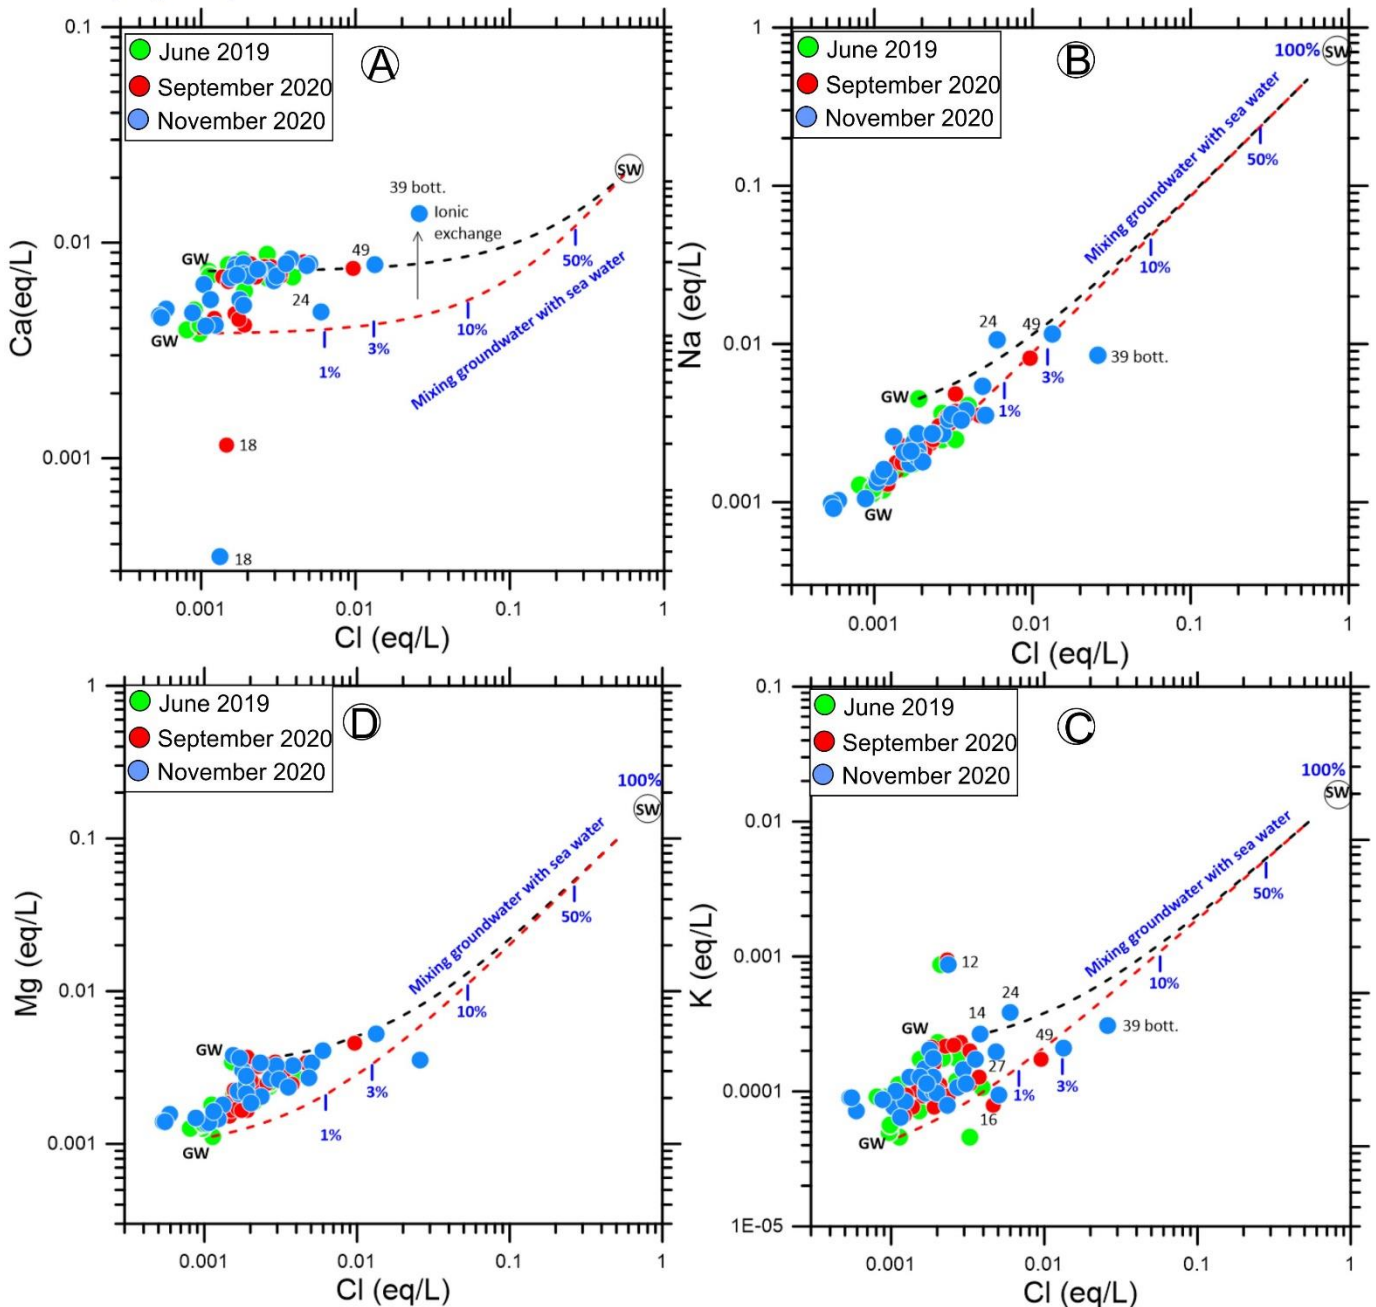 0.1
June 2019
September 2020
November 2020
A
39 bott.
Ionic
exchange
SW
GW
49
0.01
24
50%
10%
GW
3%
1%
Mixing groundwater with sea water
18
0.001
18
Ca(eq/L)
0.001
0.01
0.1
1
Cl (eq/L)
1
June 2019
September 2020
November 2020
B
100%
SW
Mixing groundwater with sea water
50%
0.1
10%
24
49
39 bott.
0.01
3%
1%
GW
0.001
GW
Na (eq/L)
0.001
0.01
0.1
1
Cl (eq/L)
1
June 2019
September 2020
November 2020
D
100%
SW
Mixing groundwater with sea water
0.1
50%
10%
0.01
GW
3%
1%
0.001
GW
Mg (eq/L)
0.001
0.01
0.1
1
Cl (eq/L)
0.1
June 2019
September 2020
November 2020
C
100%
SW
Mixing groundwater with sea water
0.01
50%
12
0.001
10%
24
14
GW
49
39 bott.
27
3%
1%
0.0001
16
GW
1E-05
K (eq/L)
0.001
0.01
0.1
1
Cl (eq/L)